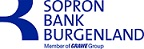 SOPRON
BANK
BURGENLAND
Member of GRAWE Group